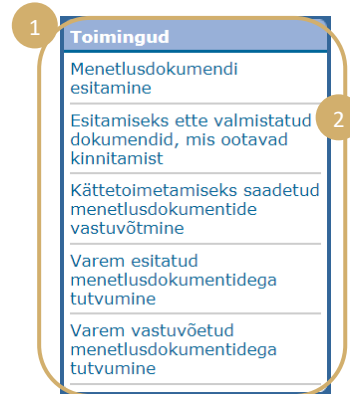 1
Toimingud
Menetlusdokumendi
esitamine
Esitamiseks ette valmistatud
dokumendid, mis ootavad
kinnitamist
2
Kättetoimetamiseks saadetud
menetlusdokumentide
vastuvõtmine
Varem esitatud
menetlusdokumentidega
tutvumine
Varem vastuvõetud
menetlusdokumentidega
tutvumine